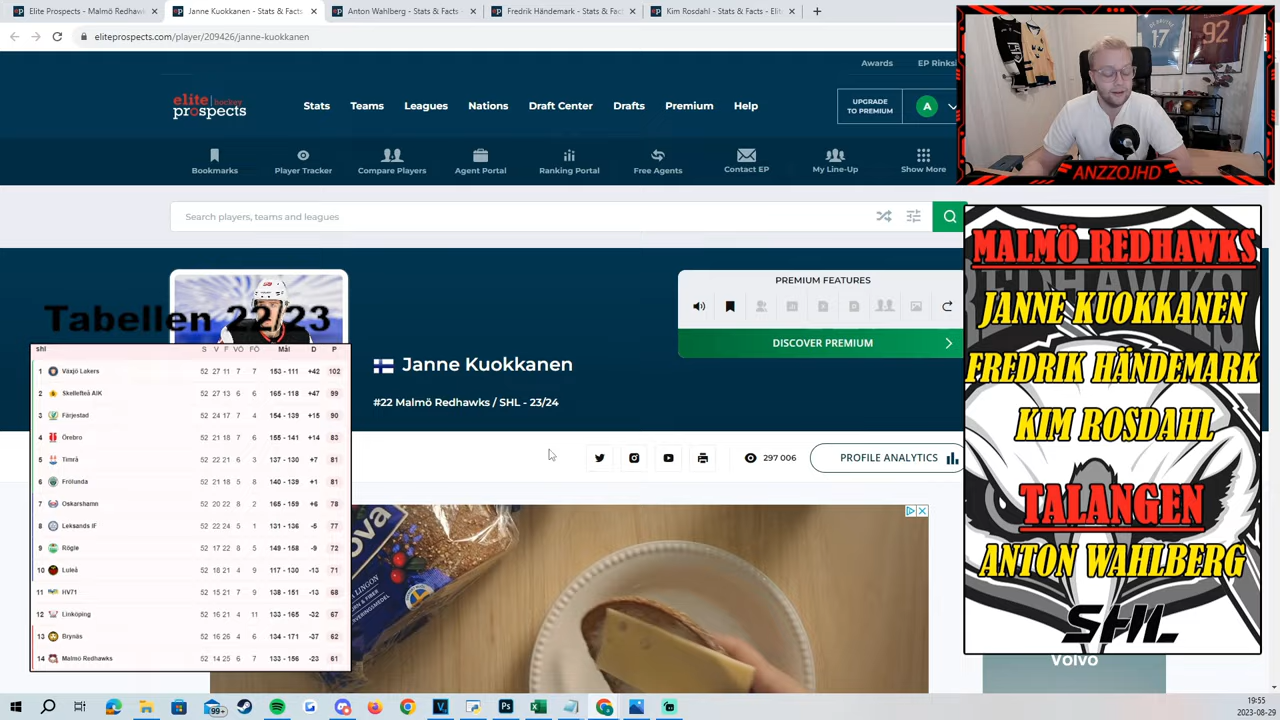 Elite Prospects - Malmö Redhawk
Janne Kuokkanen - Stats & Facts
Anton Wahlberg - Stats & Facts
Fredrik Händemark - Stats & Fact
Kim Rosdahl - Stats & Facts - Elit
eliteprospects.com/player/209426/janne-kuokkanen
Awards EP Rinks
elite hockey prospects
Stats Teams Leagues Nations Draft Center Drafts Premium Help
UPGRADE TO PREMIUM
A
Bookmarks Player Tracker Compare Players Agent Portal Ranking Portal Free Agents Contact EP My Line-Up Show More
Search players, teams and leagues
PREMIUM FEATURES
DISCOVER PREMIUM
Janne Kuokkanen
#22 Malmö Redhawks / SHL - 23/24
297 006
PROFILE ANALYTICS
Tabellen 22/23
shl S V F VÖ FÖ Mål D P
1 Växjö Lakers 52 27 11 7 7 153 - 111 +42 102
2 Skellefteå AIK 52 27 13 6 6 165 - 118 +47 99
3 Färjestad 52 24 17 7 4 154 - 139 +15 90
4 Örebro 52 21 18 7 6 155 - 141 +14 83
5 Timrå 52 22 21 6 3 137 - 130 +7 81
6 Frölunda 52 21 18 5 8 140 - 139 +1 81
7 Oskarshamn 52 20 22 8 2 165 - 159 +6 78
8 Leksands IF 52 22 24 5 1 131 - 136 -5 77
9 Rögle 52 17 22 8 5 149 - 158 -9 72
10 Luleå 52 18 21 4 9 117 - 130 -13 71
11 HV71 52 15 21 7 9 138 - 151 -13 68
12 Linköping 52 16 21 4 11 133 - 165 -32 67
13 Brynäs 52 16 26 4 6 134 - 171 -37 62
14 Malmö Redhawks 52 14 25 6 7 133 - 156 -23 61
LINGON
17
92
ANZZOJHD
MALMÖ REDHAWKS
JANNE KUOKKANEN
FREDRIK HÄNDEMARK
KIM ROSDAHL
TALANGEN
ANTON WAHLBERG
SHL
VOLVO
99+
19:55
2023-08-29